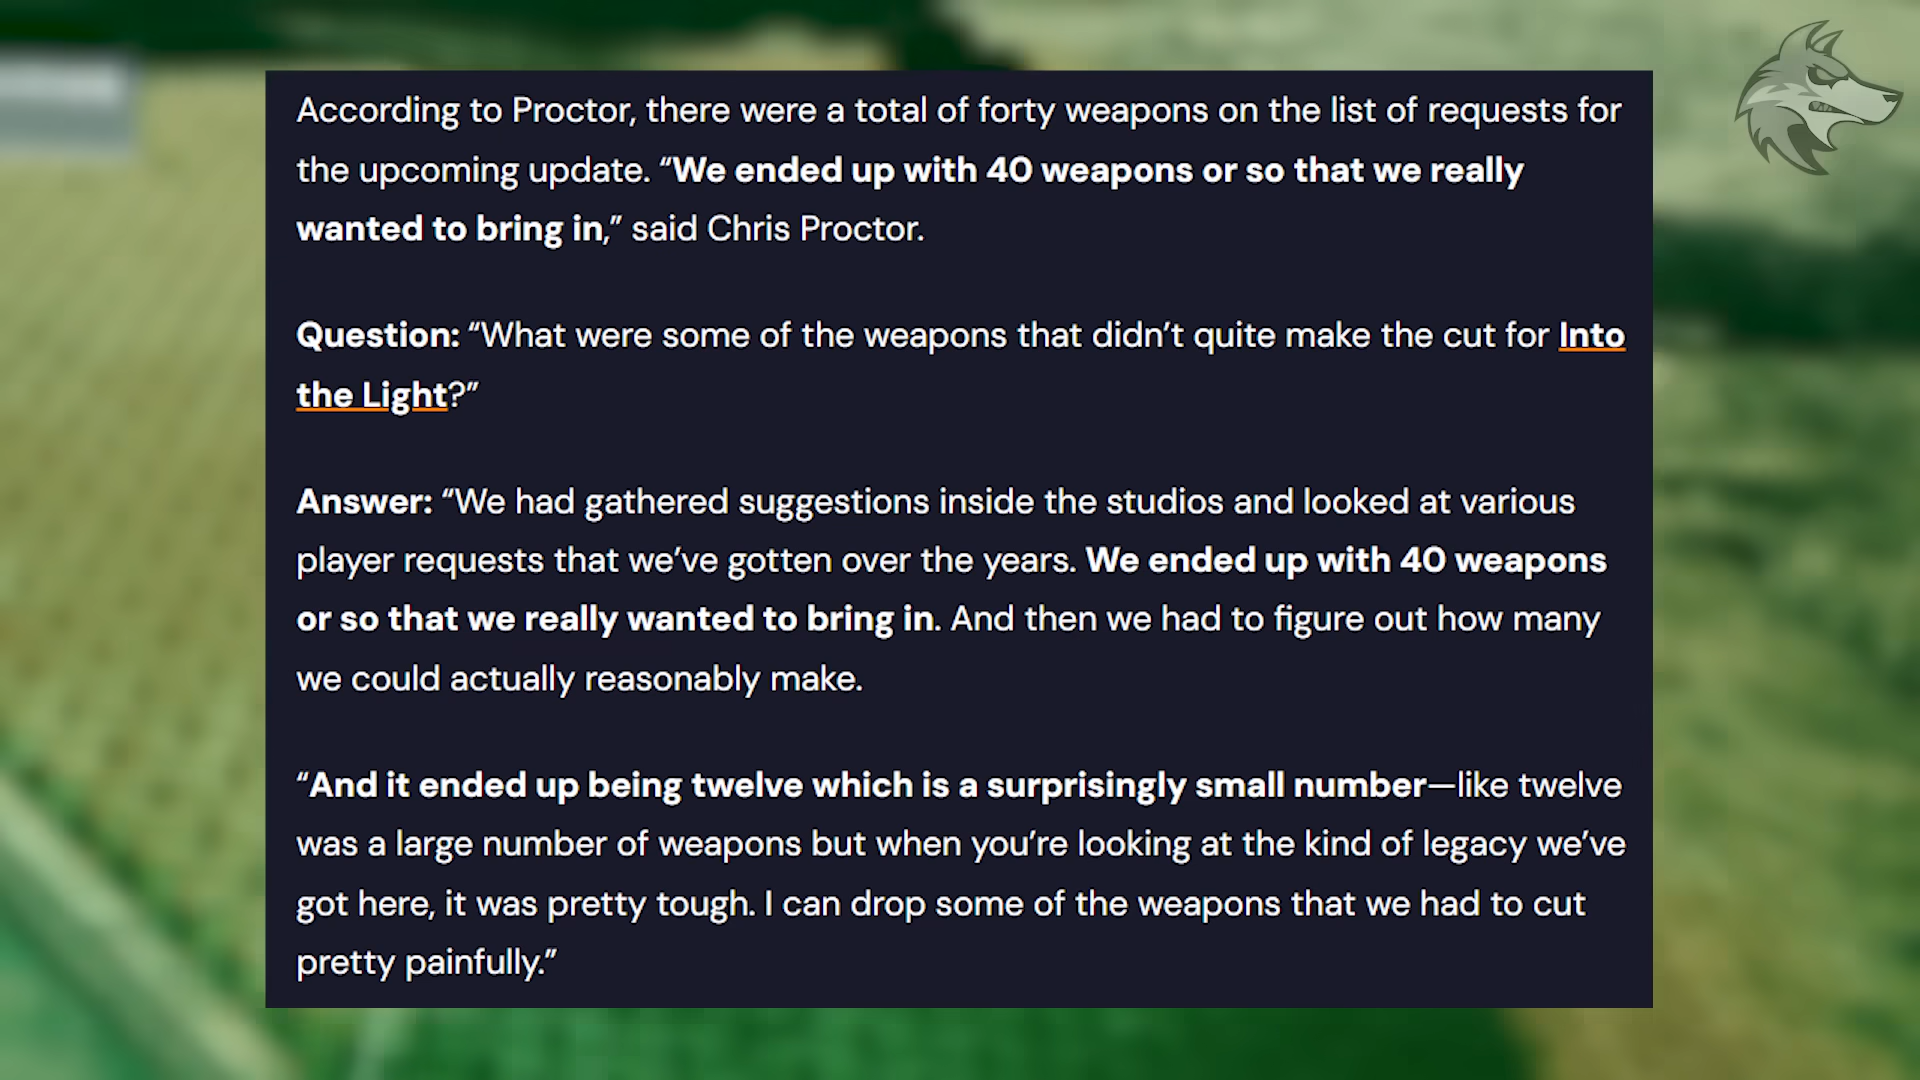 According to Proctor, there were a total of forty weapons on the list of requests for
the upcoming update. “We ended up with 40 weapons or so that we really
wanted to bring in,” said Chris Proctor.
Question: “What were some of the weapons that didn’t quite make the cut for Into
the Light?”
Answer: “We had gathered suggestions inside the studios and looked at various
player requests that we’ve gotten over the years. We ended up with 40 weapons
or so that we really wanted to bring in. And then we had to figure out how many
we could actually reasonably make.
“And it ended up being twelve which is a surprisingly small number—like twelve
was a large number of weapons but when you’re looking at the kind of legacy we’ve
got here, it was pretty tough. I can drop some of the weapons that we had to cut
pretty painfully.”